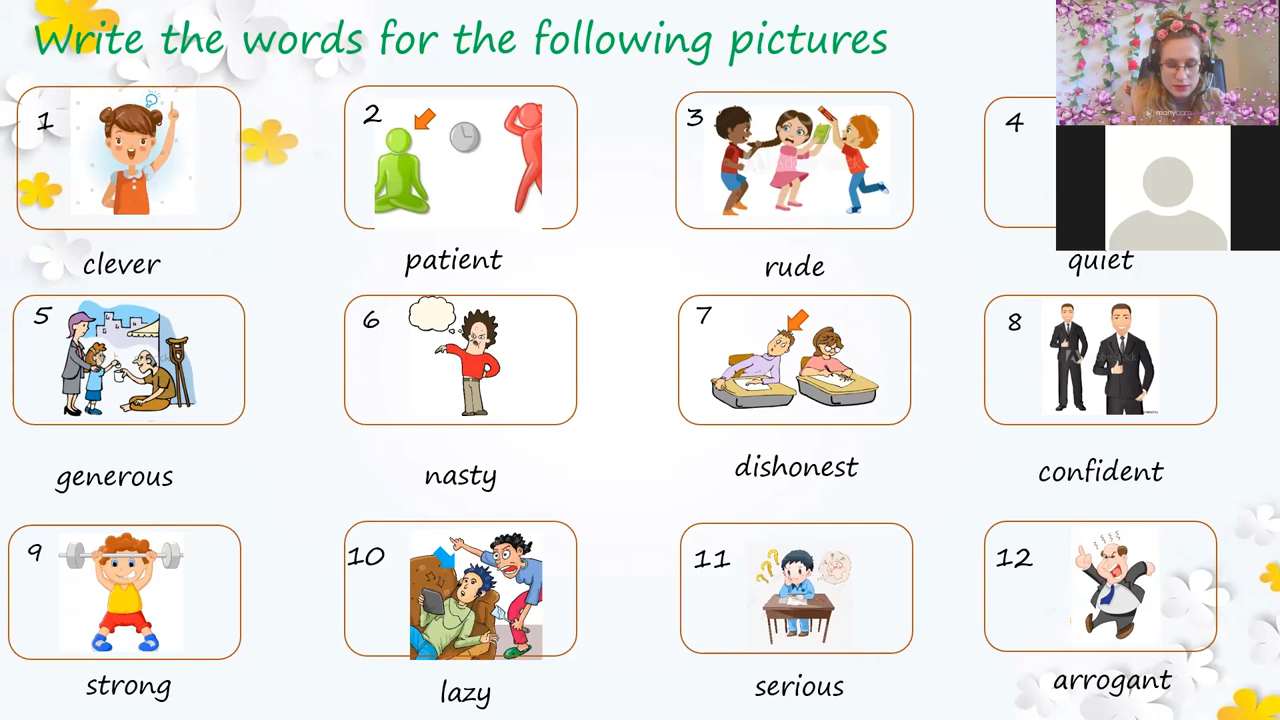 Write the words for the following pictures
1
2
3
4
manycam
clever
patient
rude
quiet
5
6
7
8
generous
nasty
dishonest
confident
9
10
11
12
strong
lazy
serious
arrogant